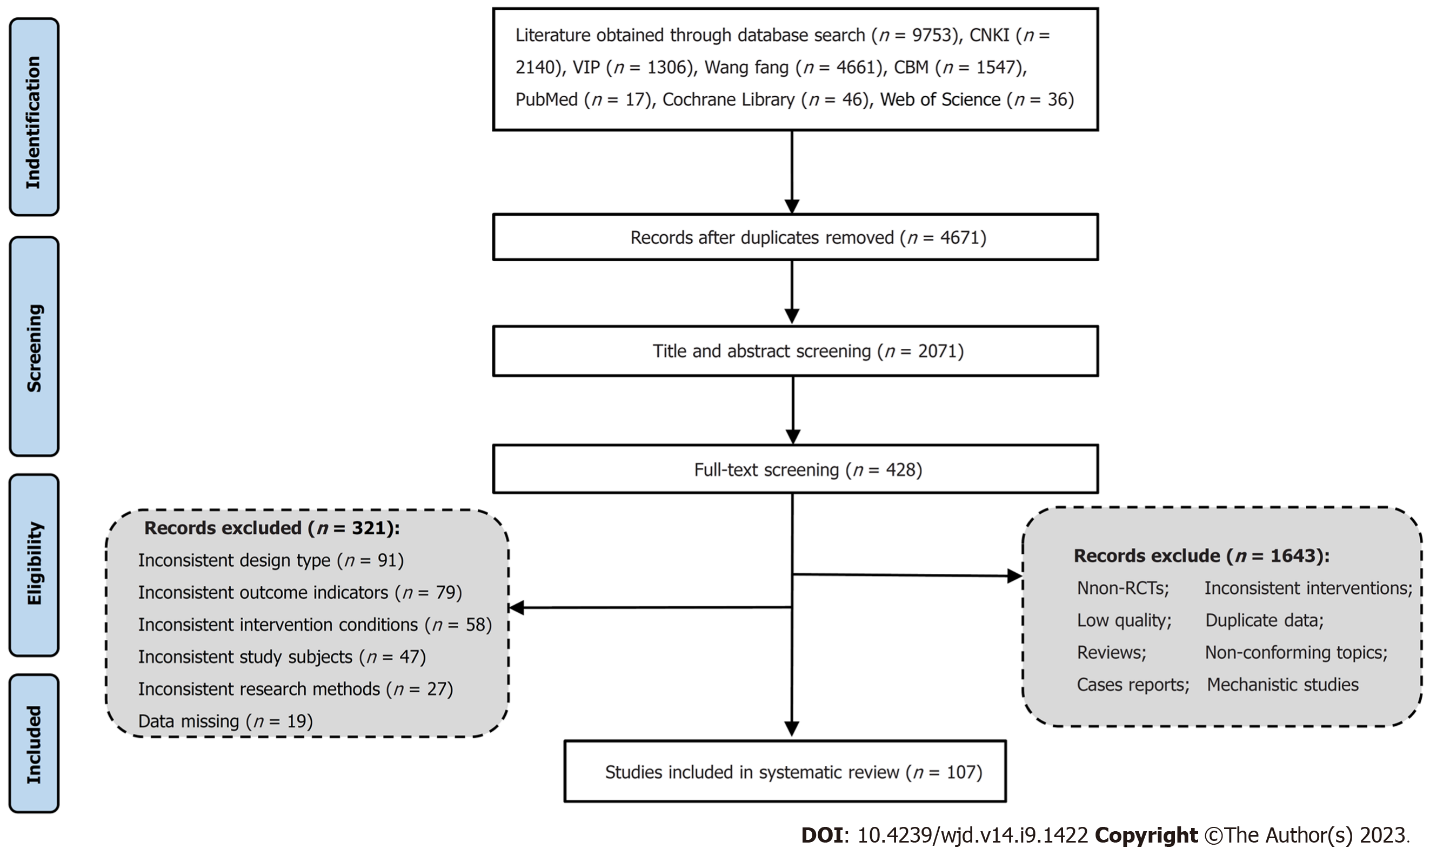 Indentification
Literature obtained through database search (n = 9753), CNKI (n =
2140), VIP (n = 1306), Wang fang (n = 4661), CBM (n = 1547),
PubMed (n = 17), Cochrane Library (n = 46), Web of Science (n = 36)
Records after duplicates removed (n = 4671)
Screening
Title and abstract screening (n = 2071)
Full-text screening (n = 428)
Eligibility
Records excluded (n = 321):
Inconsistent design type (n = 91)
Inconsistent outcome indicators (n = 79)
Inconsistent intervention conditions (n = 58)
Inconsistent study subjects (n = 47)
Inconsistent research methods (n = 27)
Data missing (n = 19)
Records exclude (n = 1643):
Nnon-RCTs; Inconsistent interventions;
Low quality; Duplicate data;
Reviews; Non-conforming topics;
Cases reports; Mechanistic studies
Included
Studies included in systematic review (n = 107)
DOI: 10.4239/wjd.v14.i9.1422 Copyright ©The Author(s) 2023.